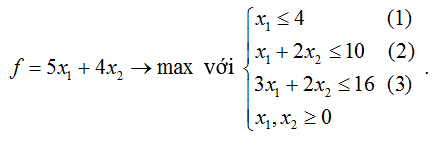 f = 5x₁ + 4x₂ → max với { x₁ ≤ 4 (1)
x₁ + 2x₂ ≤ 10 (2)
3x₁ + 2x₂ ≤ 16 (3)
x₁, x₂ ≥ 0 .